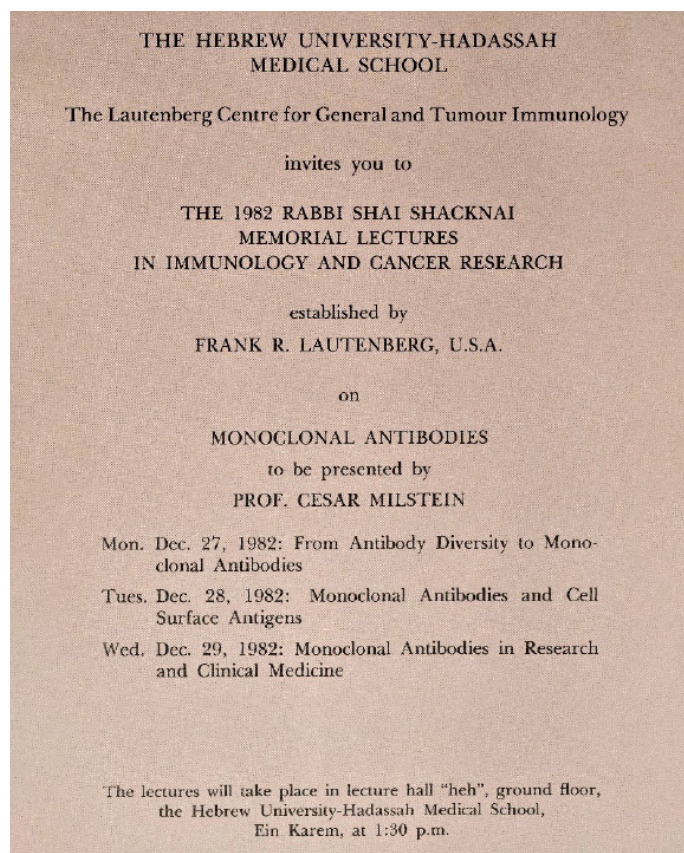 THE HEBREW UNIVERSITY-HADASSAH
MEDICAL SCHOOL
The Lautenberg Centre for General and Tumour Immunology
invites you to
THE 1982 RABBI SHAI SHACKNAI
MEMORIAL LECTURES
IN IMMUNOLOGY AND CANCER RESEARCH
established by
FRANK R. LAUTENBERG, U.S.A.
on
MONOCLONAL ANTIBODIES
to be presented by
PROF. CESAR MILSTEIN
Mon. Dec. 27, 1982: From Antibody Diversity to Mono-
clonal Antibodies
Tues. Dec. 28, 1982: Monoclonal Antibodies and Cell
Surface Antigens
Wed. Dec. 29, 1982: Monoclonal Antibodies in Research
and Clinical Medicine
The lectures will take place in lecture hall "heh", ground floor,
the Hebrew University-Hadassah Medical School,
Ein Karem, at 1:30 p.m.